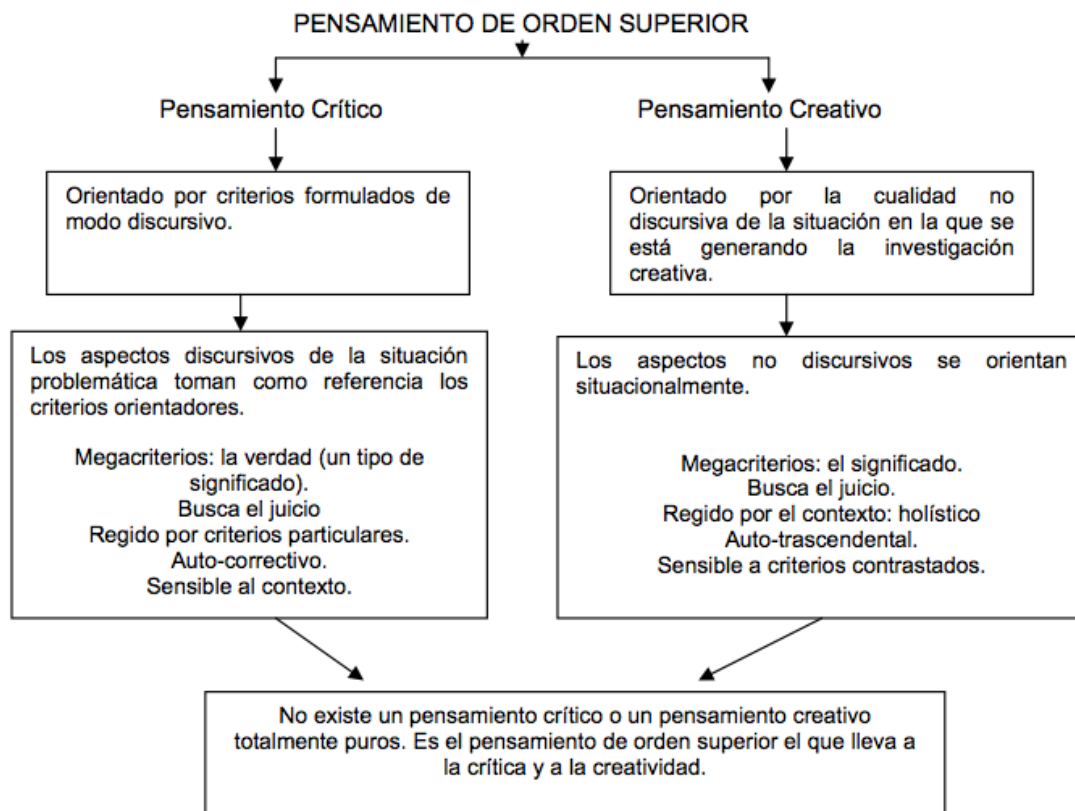 PENSAMIENTO DE ORDEN SUPERIOR
Pensamiento Crítico
Pensamiento Creativo
Orientado por criterios formulados de
modo discursivo.
Orientado por la cualidad no
discursiva de la situación en la que se
está generando la investigación
creativa.
Los aspectos discursivos de la situación
problemática toman como referencia los
criterios orientadores.
Megacriterios: la verdad (un tipo de
significado).
Busca el juicio
Regido por criterios particulares.
Auto-correctivo.
Sensible al contexto.
Los aspectos no discursivos se orientan
situacionalmente.
Megacriterios: el significado.
Busca el juicio.
Regido por el contexto: holístico
Auto-trascendental.
Sensible a criterios contrastados.
No existe un pensamiento crítico o un pensamiento creativo
totalmente puros. Es el pensamiento de orden superior el que lleva a
la crítica y a la creatividad.